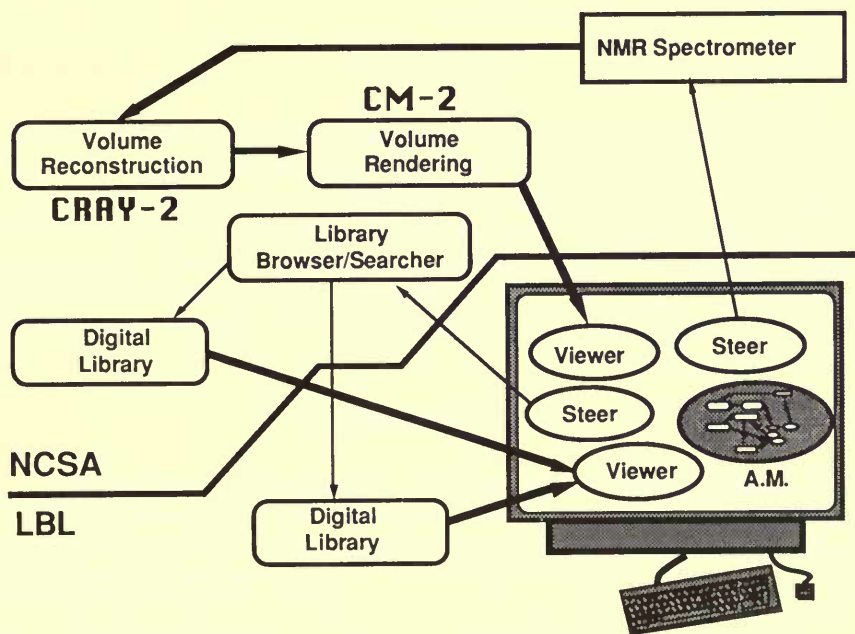 NMR Spectrometer
CM-2
Volume
Reconstruction
Volume
Rendering
CRAY-2
Library
Browser/Searcher
Digital
Library
Viewer
Steer
Steer
NCSA
Viewer
A.M.
LBL
Digital
Library